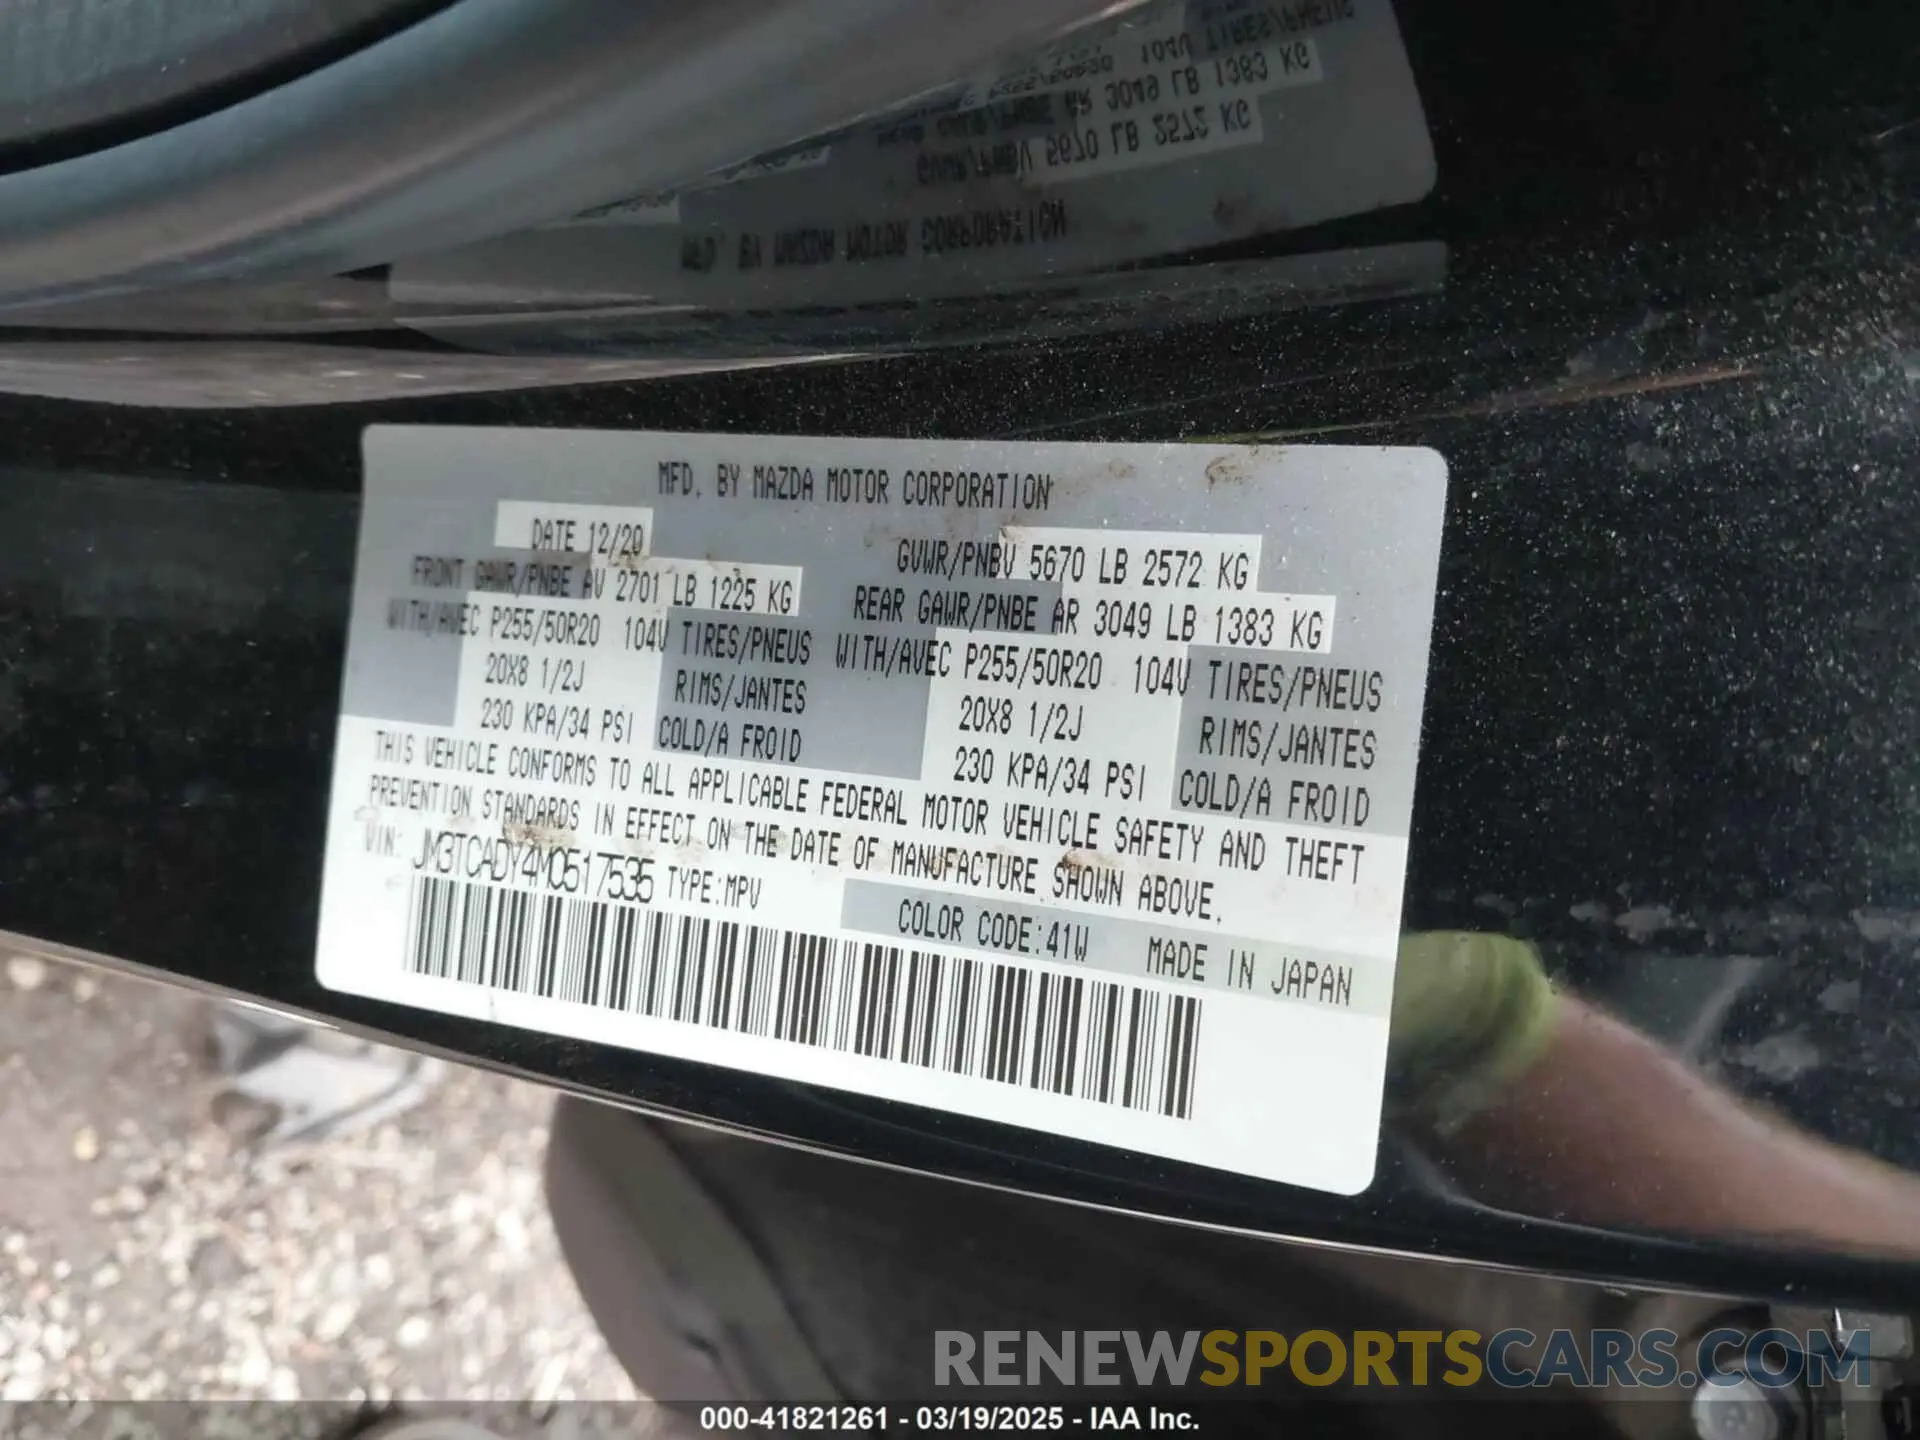 MFD. BY MAZDA MOTOR CORPORATION
DATE 12/20 GVWR/PNBV 5670 LB 2572 KG
FRONT GAWR/PNBE AV 2701 LB 1225 KG REAR GAWR/PNBE AR 3049 LB 1383 KG
WITH/AVEC P255/50R20 104V TIRES/PNEUS WITH/AVEC P255/50R20 104V TIRES/PNEUS
20X8 1/2J RIMS/JANTES 20X8 1/2J RIMS/JANTES
230 KPA/34 PSI COLD/A FROID 230 KPA/34 PSI COLD/A FROID
THIS VEHICLE CONFORMS TO ALL APPLICABLE FEDERAL MOTOR VEHICLE SAFETY AND THEFT
PREVENTION STANDARDS IN EFFECT ON THE DATE OF MANUFACTURE SHOWN ABOVE.
VIN: JM3TCADY4M0517535 TYPE:MPV
COLOR CODE:41W MADE IN JAPAN
RENEWSPORTSCARS.COM
000-41821261 - 03/19/2025 - IAA Inc.